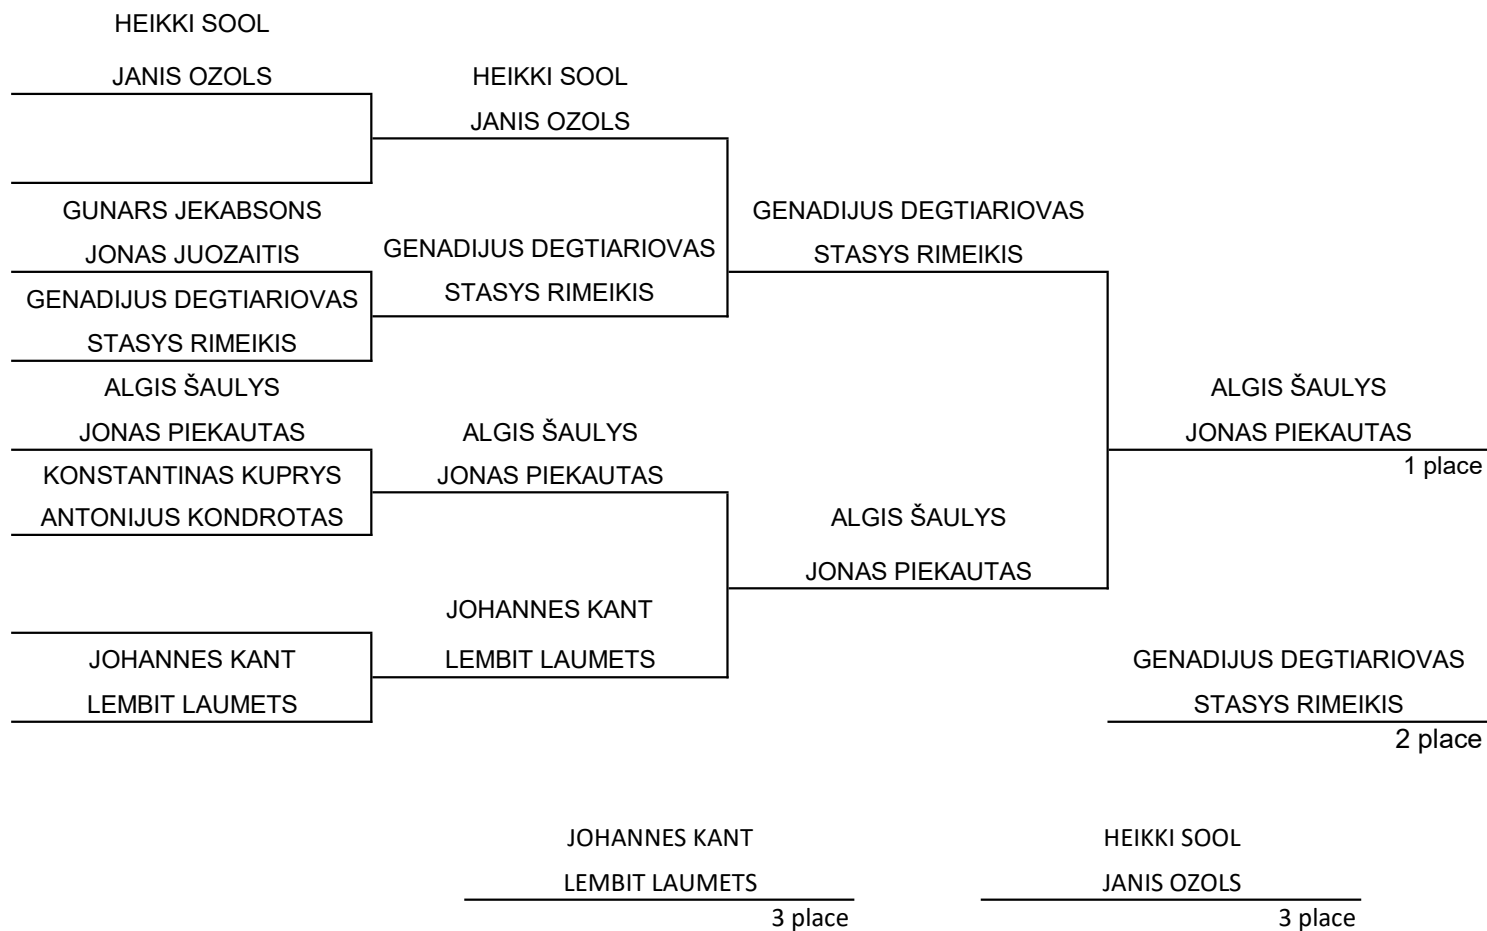 HEIKKI SOOL
JANIS OZOLS
HEIKKI SOOL
JANIS OZOLS
GUNARS JEKABSONS
JONAS JUOZAITIS
GENADIJUS DEGTIARIOVAS
STASYS RIMEIKIS
GENADIJUS DEGTIARIOVAS
STASYS RIMEIKIS
GENADIJUS DEGTIARIOVAS
STASYS RIMEIKIS
ALGIS ŠAULYS
JONAS PIEKAUTAS
KONSTANTINAS KUPRYS
ANTONIJUS KONDROTAS
ALGIS ŠAULYS
JONAS PIEKAUTAS
ALGIS ŠAULYS
JONAS PIEKAUTAS
1 place
ALGIS ŠAULYS
JONAS PIEKAUTAS
JOHANNES KANT
LEMBIT LAUMETS
JOHANNES KANT
LEMBIT LAUMETS
GENADIJUS DEGTIARIOVAS
STASYS RIMEIKIS
2 place
JOHANNES KANT
LEMBIT LAUMETS
3 place
HEIKKI SOOL
JANIS OZOLS
3 place